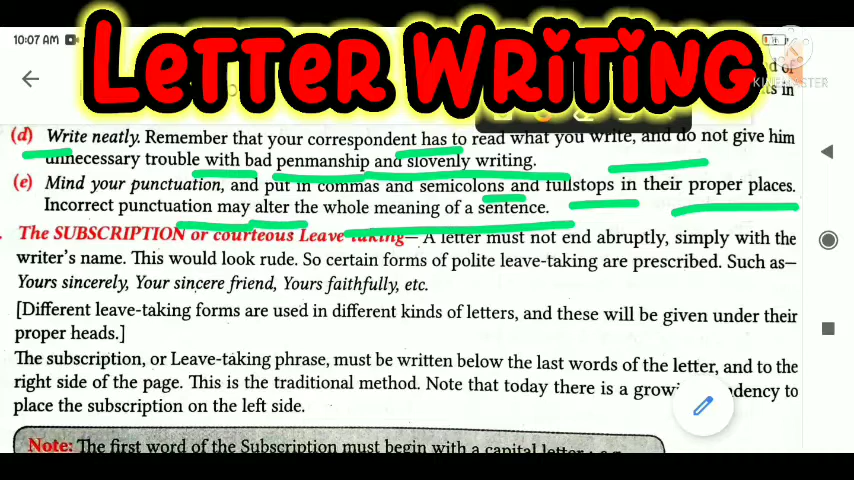 10:07 AM
LETTER WRITING
d of
ts in
KINEMASTER
(d) Write neatly. Remember that your correspondent has to read what you write, and do not give him
unnecessary trouble with bad penmanship and slovenly writing.
(e) Mind your punctuation, and put in commas and semicolons and fullstops in their proper places.
Incorrect punctuation may alter the whole meaning of a sentence.
The SUBSCRIPTION or courteous Leave-taking— A letter must not end abruptly, simply with the
writer's name. This would look rude. So certain forms of polite leave-taking are prescribed. Such as—
Yours sincerely, Your sincere friend, Yours faithfully, etc.
[Different leave-taking forms are used in different kinds of letters, and these will be given under their
proper heads.]
The subscription, or Leave-taking phrase, must be written below the last words of the letter, and to the
right side of the page. This is the traditional method. Note that today there is a growi dency to
place the subscription on the left side.
Note: The first word of the Subscription must begin with a capital letter